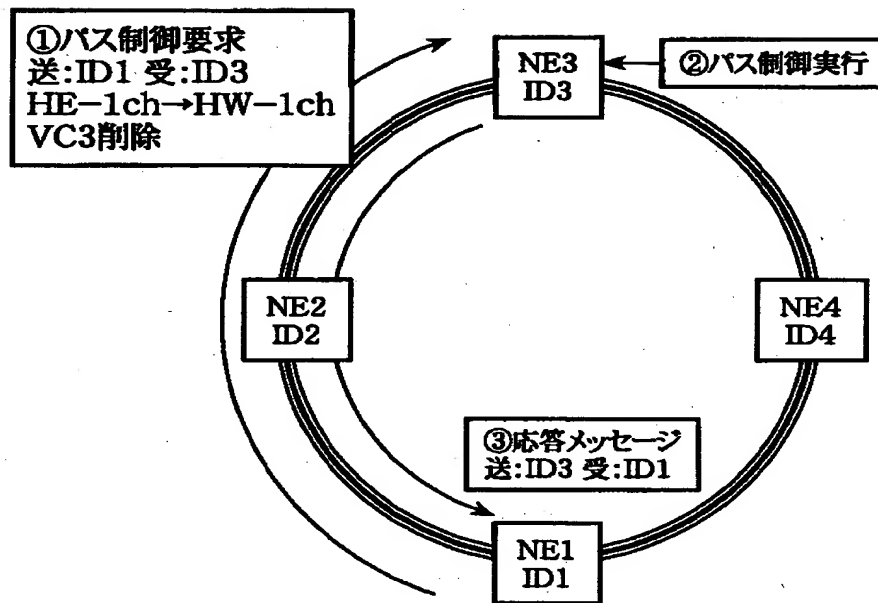 ①パス制御要求
送:ID1 受:ID3
HE−1ch→HW−1ch
VC3削除
NE3
ID3
②パス制御実行
NE2
ID2
NE4
ID4
③応答メッセージ
送:ID3 受:ID1
NE1
ID1